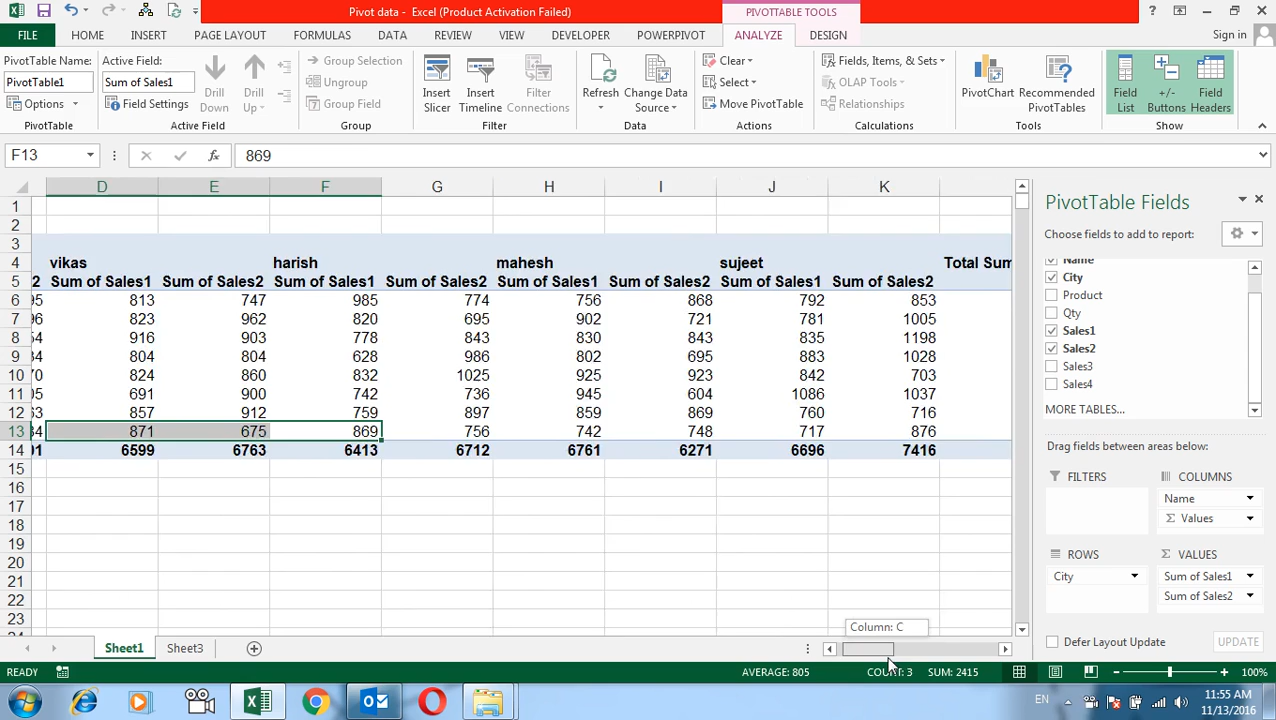 Pivot data - Excel (Product Activation Failed)
PIVOTTABLE TOOLS
FILE HOME INSERT PAGE LAYOUT FORMULAS DATA REVIEW VIEW DEVELOPER POWERPIVOT ANALYZE DESIGN Sign in
PivotTable Name:
PivotTable1
Options
PivotTable
Active Field:
Sum of Sales1
Field Settings
Drill Down
Drill Up
Active Field
Group Selection
Ungroup
Group Field
Group
Insert Slicer
Insert Timeline
Filter Connections
Filter
Refresh
Change Data Source
Data
Clear
Select
Move PivotTable
Actions
Fields, Items, & Sets
OLAP Tools
Relationships
Calculations
PivotChart
Recommended PivotTables
Tools
Field List
+/- Buttons
Field Headers
Show
F13 fx 869
D E F G H I J K
1
2
3
4 vikas harish mahesh sujeet Total Sum
5 2 Sum of Sales1 Sum of Sales2 Sum of Sales1 Sum of Sales2 Sum of Sales1 Sum of Sales2 Sum of Sales1 Sum of Sales2
6 95 813 747 985 774 756 868 792 853
7 96 823 962 820 695 902 721 781 1005
8 54 916 903 778 843 830 843 835 1198
9 34 804 804 628 986 802 695 883 1028
10 70 824 860 832 1025 925 923 842 703
11 05 691 900 742 736 945 604 1086 1037
12 63 857 912 759 897 859 869 760 716
13 34 871 675 869 756 742 748 717 876
14 01 6599 6763 6413 6712 6761 6271 6696 7416
15
16
17
18
19
20
21
22
23
PivotTable Fields
Choose fields to add to report:
Name
City
Product
Qty
Sales1
Sales2
Sales3
Sales4
MORE TABLES...
Drag fields between areas below:
FILTERS
COLUMNS
Name
Σ Values
ROWS
City
Σ VALUES
Sum of Sales1
Sum of Sales2
Defer Layout Update
UPDATE
Column: C
Sheet1 Sheet3
READY AVERAGE: 805 COUNT: 3 SUM: 2415 100%
EN
11:55 AM
11/13/2016